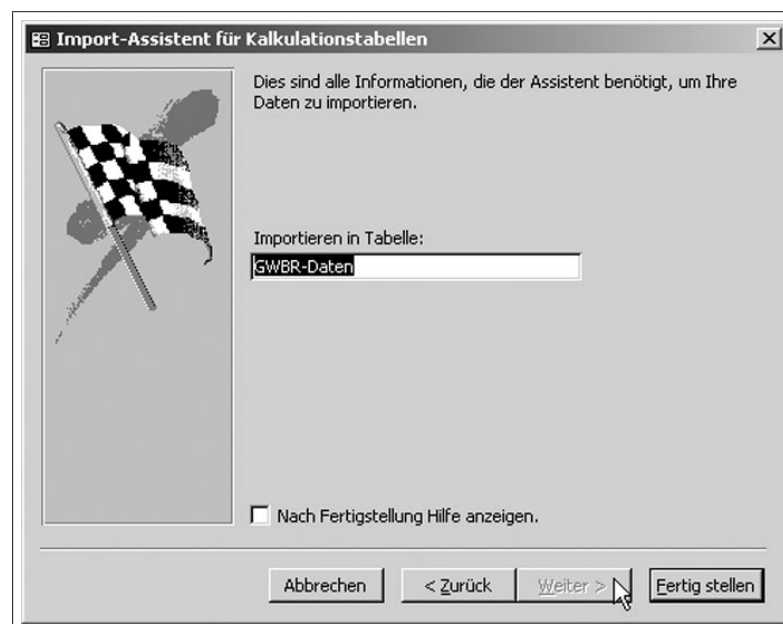 Import-Assistent für Kalkulationstabellen
Dies sind alle Informationen, die der Assistent benötigt, um Ihre
Daten zu importieren.
Importieren in Tabelle:
GWBR-Daten
Nach Fertigstellung Hilfe anzeigen.
Abbrechen
< Zurück
Weiter >
Fertig stellen